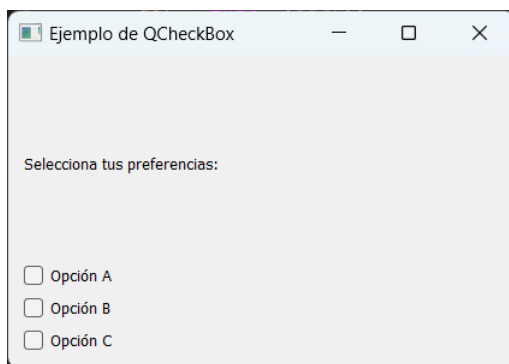 Ejemplo de QCheckBox
Selecciona tus preferencias:
Opción A
Opción B
Opción C